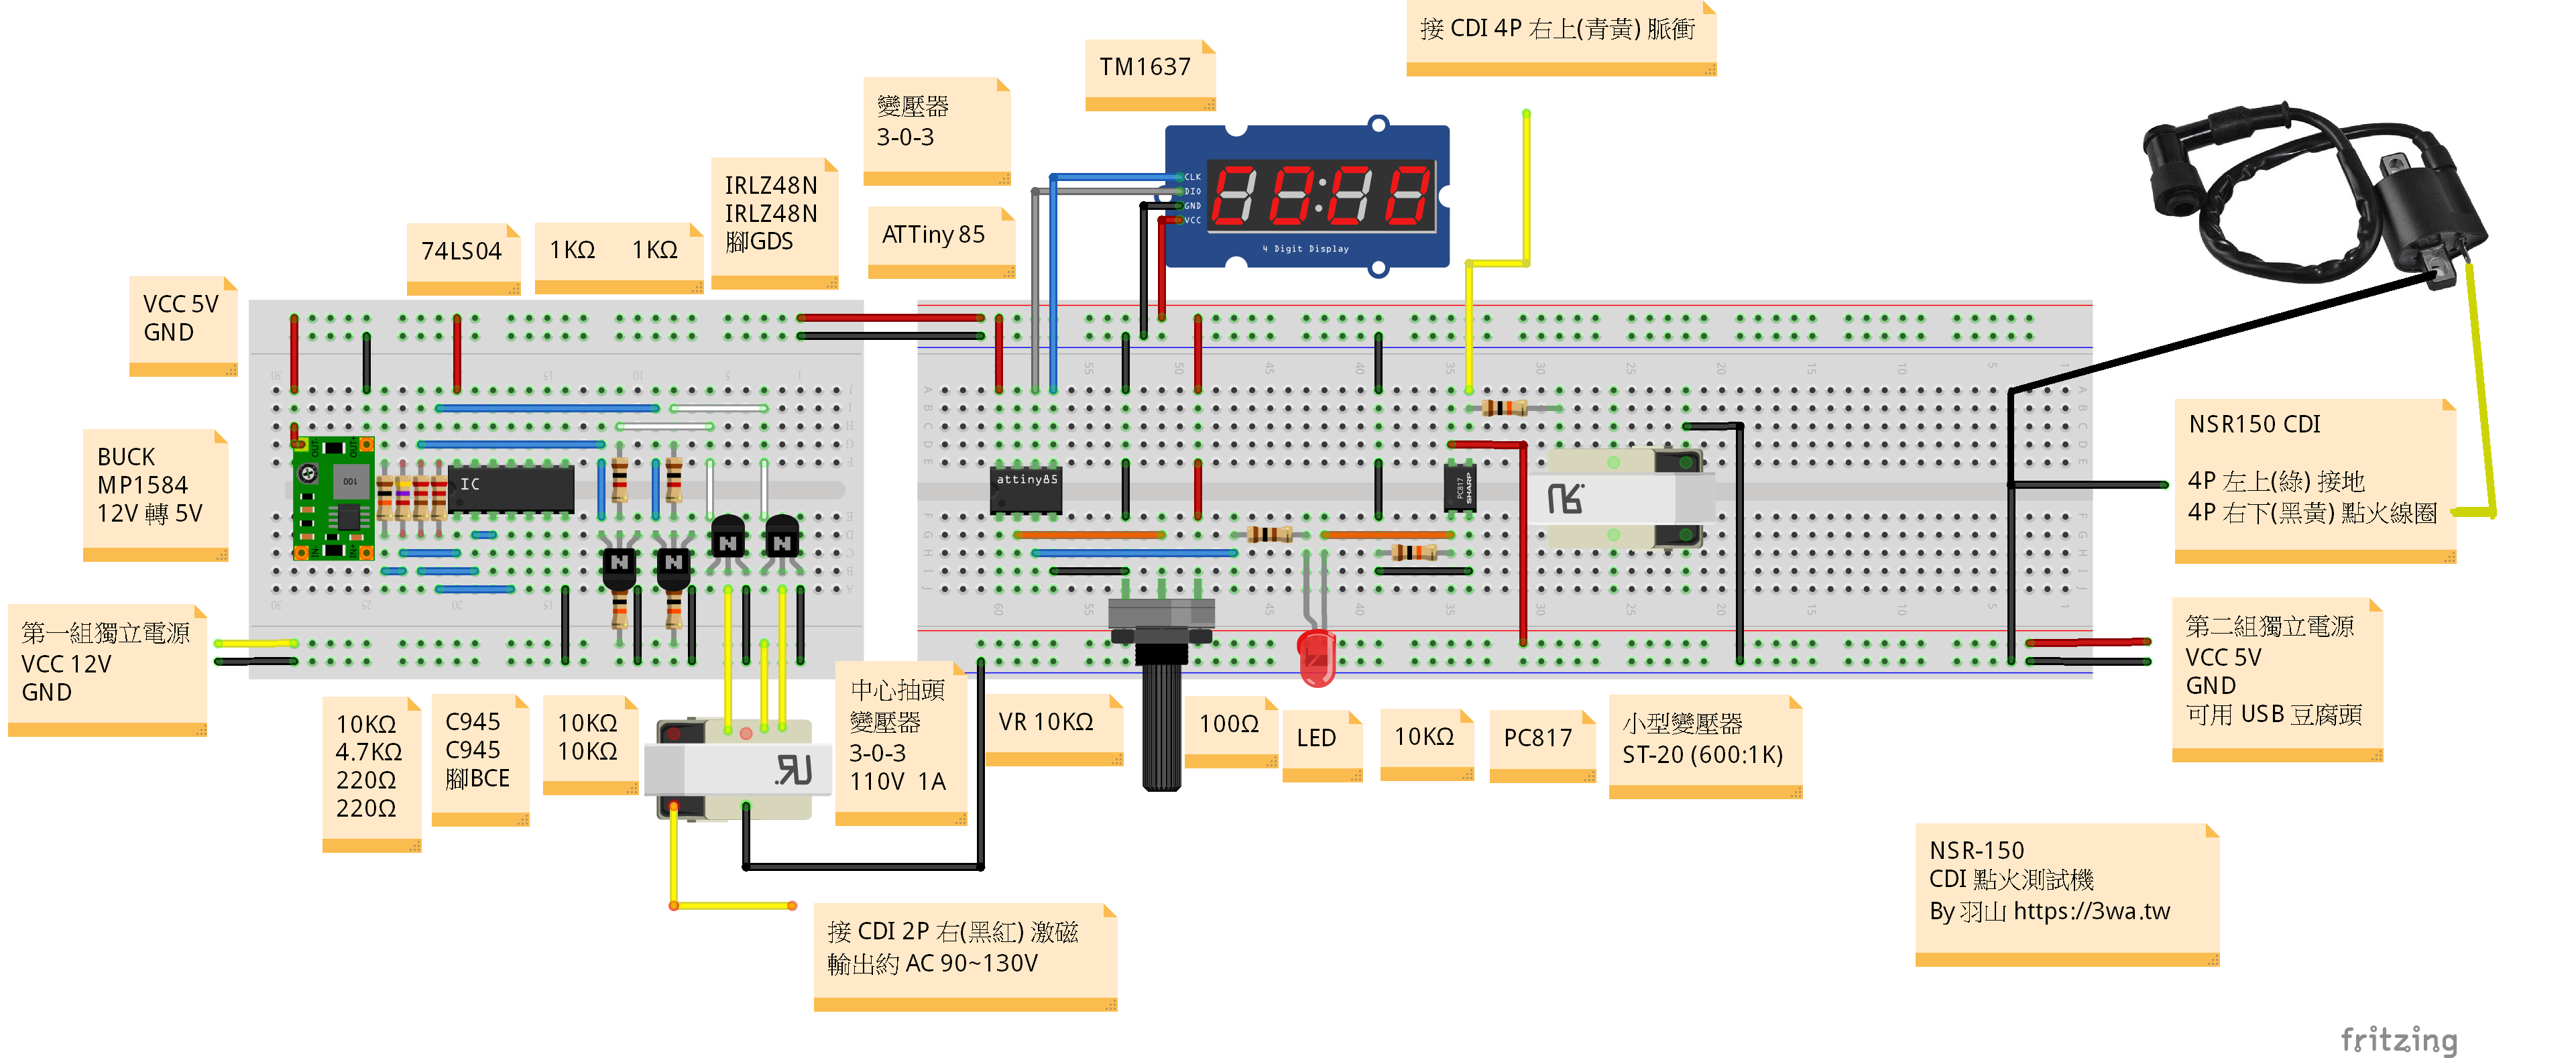 接 CDI 4P 右上(青黃) 脈衝
TM1637
變壓器
3-0-3
IRLZ48N
IRLZ48N
腳GDS
ATTiny 85
74LS04
1KΩ 1KΩ
VCC 5V
GND
CLK
DIO
GND
VCC
4 Digit Display
BUCK
MP1584
12V 轉 5V
OUT-
OUT+
100
IN-
IN+
IC
attiny85
PC817
SHARP
NSR150 CDI
4P 左上(綠) 接地
4P 右下(黑黃) 點火線圈
第一組獨立電源
VCC 12V
GND
第二組獨立電源
VCC 5V
GND
可用 USB 豆腐頭
10KΩ
4.7KΩ
220Ω
220Ω
C945
C945
腳BCE
10KΩ
10KΩ
中心抽頭
變壓器
3-0-3
110V 1A
VR 10KΩ
100Ω
LED
10KΩ
PC817
小型變壓器
ST-20 (600:1K)
接 CDI 2P 右(黑紅) 激磁
輸出約 AC 90~130V
NSR-150
CDI 點火測試機
By 羽山 https://3wa.tw
fritzing